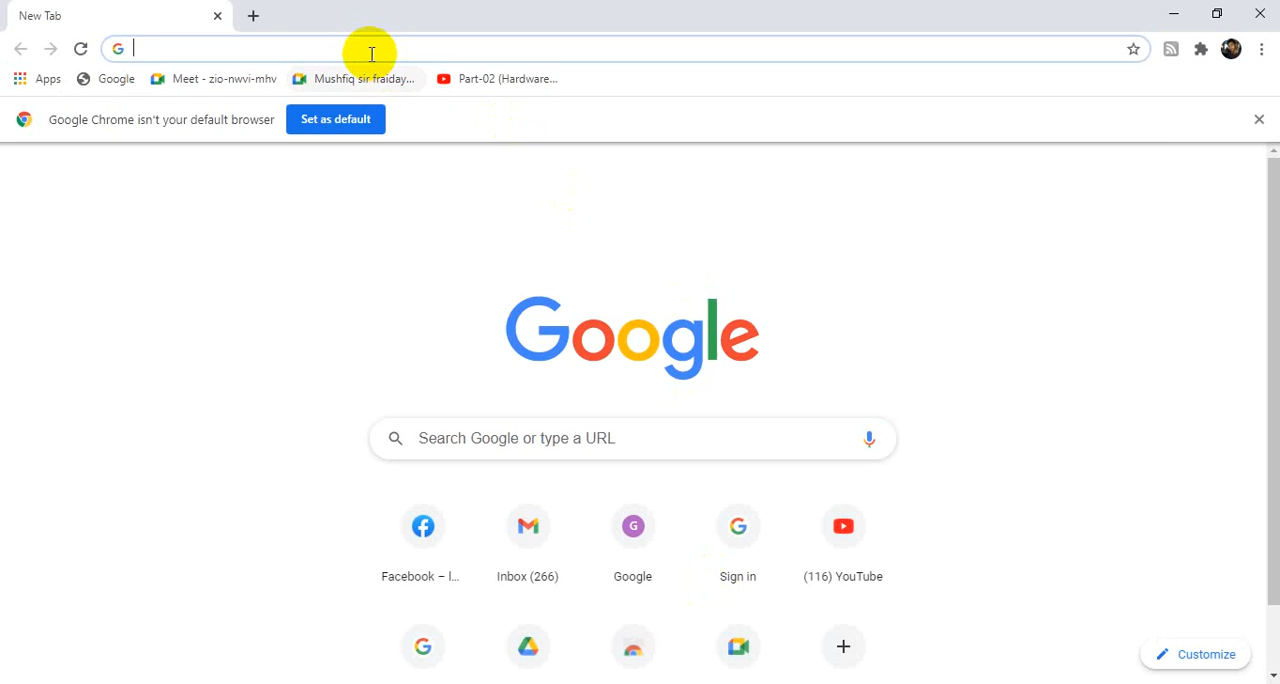 New Tab
Apps Google Meet - zio-nwvi-mhv Mushfiq sir fraiday... Part-02 (Hardware...
Google Chrome isn't your default browser Set as default
Google
Search Google or type a URL
Facebook – l... Inbox (266) Google Sign in (116) YouTube
Customize